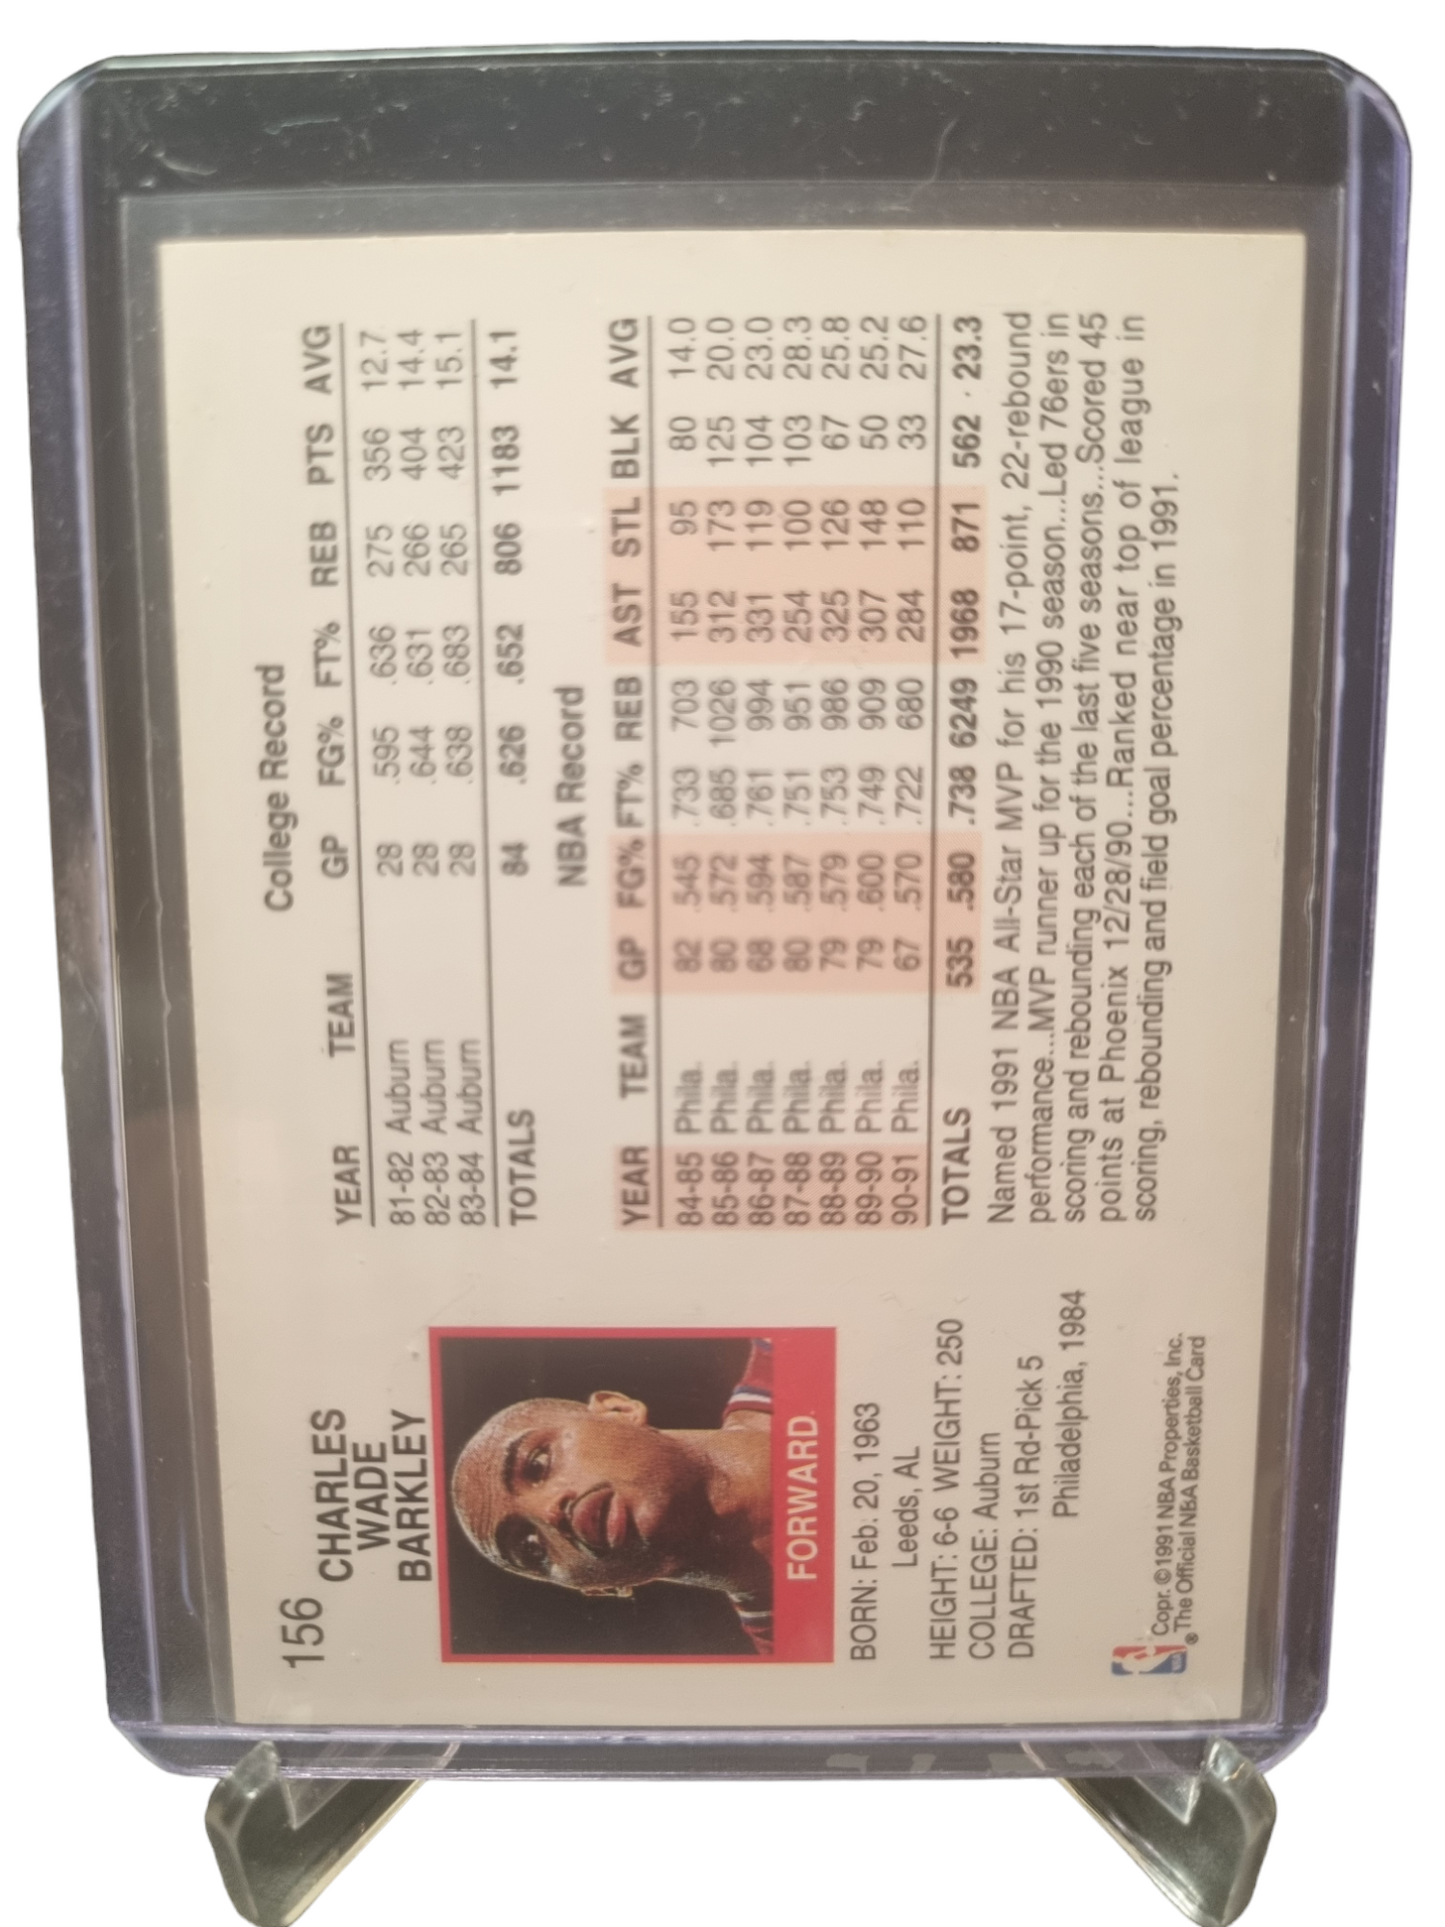 156
CHARLES
WADE
BARKLEY
FORWARD
BORN: Feb. 20, 1963
Leeds, AL
HEIGHT: 6-6 WEIGHT: 250
COLLEGE: Auburn
DRAFTED: 1st Rd-Pick 5
Philadelphia, 1984
NBA
Copr. ©1991 NBA Properties, Inc.
® The Official NBA Basketball Card
College Record
YEAR TEAM GP FG% FT% REB PTS AVG
81-82 Auburn 28 .595 .636 275 356 12.7
82-83 Auburn 28 .644 .631 266 404 14.4
83-84 Auburn 28 .638 .683 265 423 15.1
TOTALS 84 .626 .652 806 1183 14.1
NBA Record
YEAR TEAM GP FG% FT% REB AST STL BLK AVG
84-85 Phila. 82 .545 .733 703 155 95 80 14.0
85-86 Phila. 80 .572 .685 1026 312 173 125 20.0
86-87 Phila. 68 .594 .761 994 331 119 104 23.0
87-88 Phila. 80 .587 .751 951 254 100 103 28.3
88-89 Phila. 79 .579 .753 986 325 126 67 25.8
89-90 Phila. 79 .600 .749 909 307 148 50 25.2
90-91 Phila. 67 .570 .722 680 284 110 33 27.6
TOTALS 535 .580 .738 6249 1968 871 562 23.3
Named 1991 NBA All-Star MVP for his 17-point, 22-rebound
performance...MVP runner up for the 1990 season...Led 76ers in
scoring and rebounding each of the last five seasons...Scored 45
points at Phoenix 12/28/90...Ranked near top of league in
scoring, rebounding and field goal percentage in 1991.